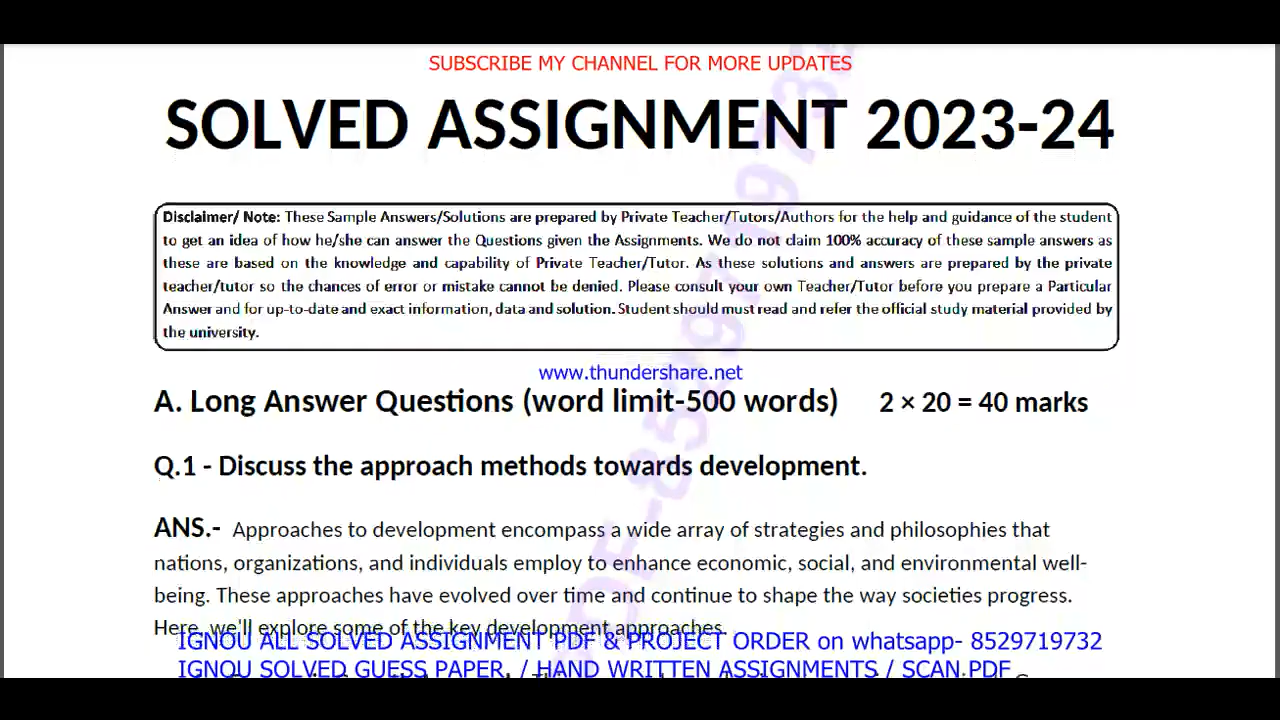 SUBSCRIBE MY CHANNEL FOR MORE UPDATES
SOLVED ASSIGNMENT 2023-24
Disclaimer/ Note: These Sample Answers/Solutions are prepared by Private Teacher/Tutors/Authors for the help and guidance of the student
to get an idea of how he/she can answer the Questions given the Assignments. We do not claim 100% accuracy of these sample answers as
these are based on the knowledge and capability of Private Teacher/Tutor. As these solutions and answers are prepared by the private
teacher/tutor so the chances of error or mistake cannot be denied. Please consult your own Teacher/Tutor before you prepare a Particular
Answer and for up-to-date and exact information, data and solution. Student should must read and refer the official study material provided by
the university.
www.thundershare.net
A. Long Answer Questions (word limit-500 words) 2 × 20 = 40 marks
Q.1 - Discuss the approach methods towards development.
ANS.- Approaches to development encompass a wide array of strategies and philosophies that
nations, organizations, and individuals employ to enhance economic, social, and environmental well-
being. These approaches have evolved over time and continue to shape the way societies progress.
Here, we'll explore some of the key development approaches.
IGNOU ALL SOLVED ASSIGNMENT PDF & PROJECT ORDER on whatsapp- 8529719732
IGNOU SOLVED GUESS PAPER, / HAND WRITTEN ASSIGNMENTS / SCAN PDF
PDF-8529719732